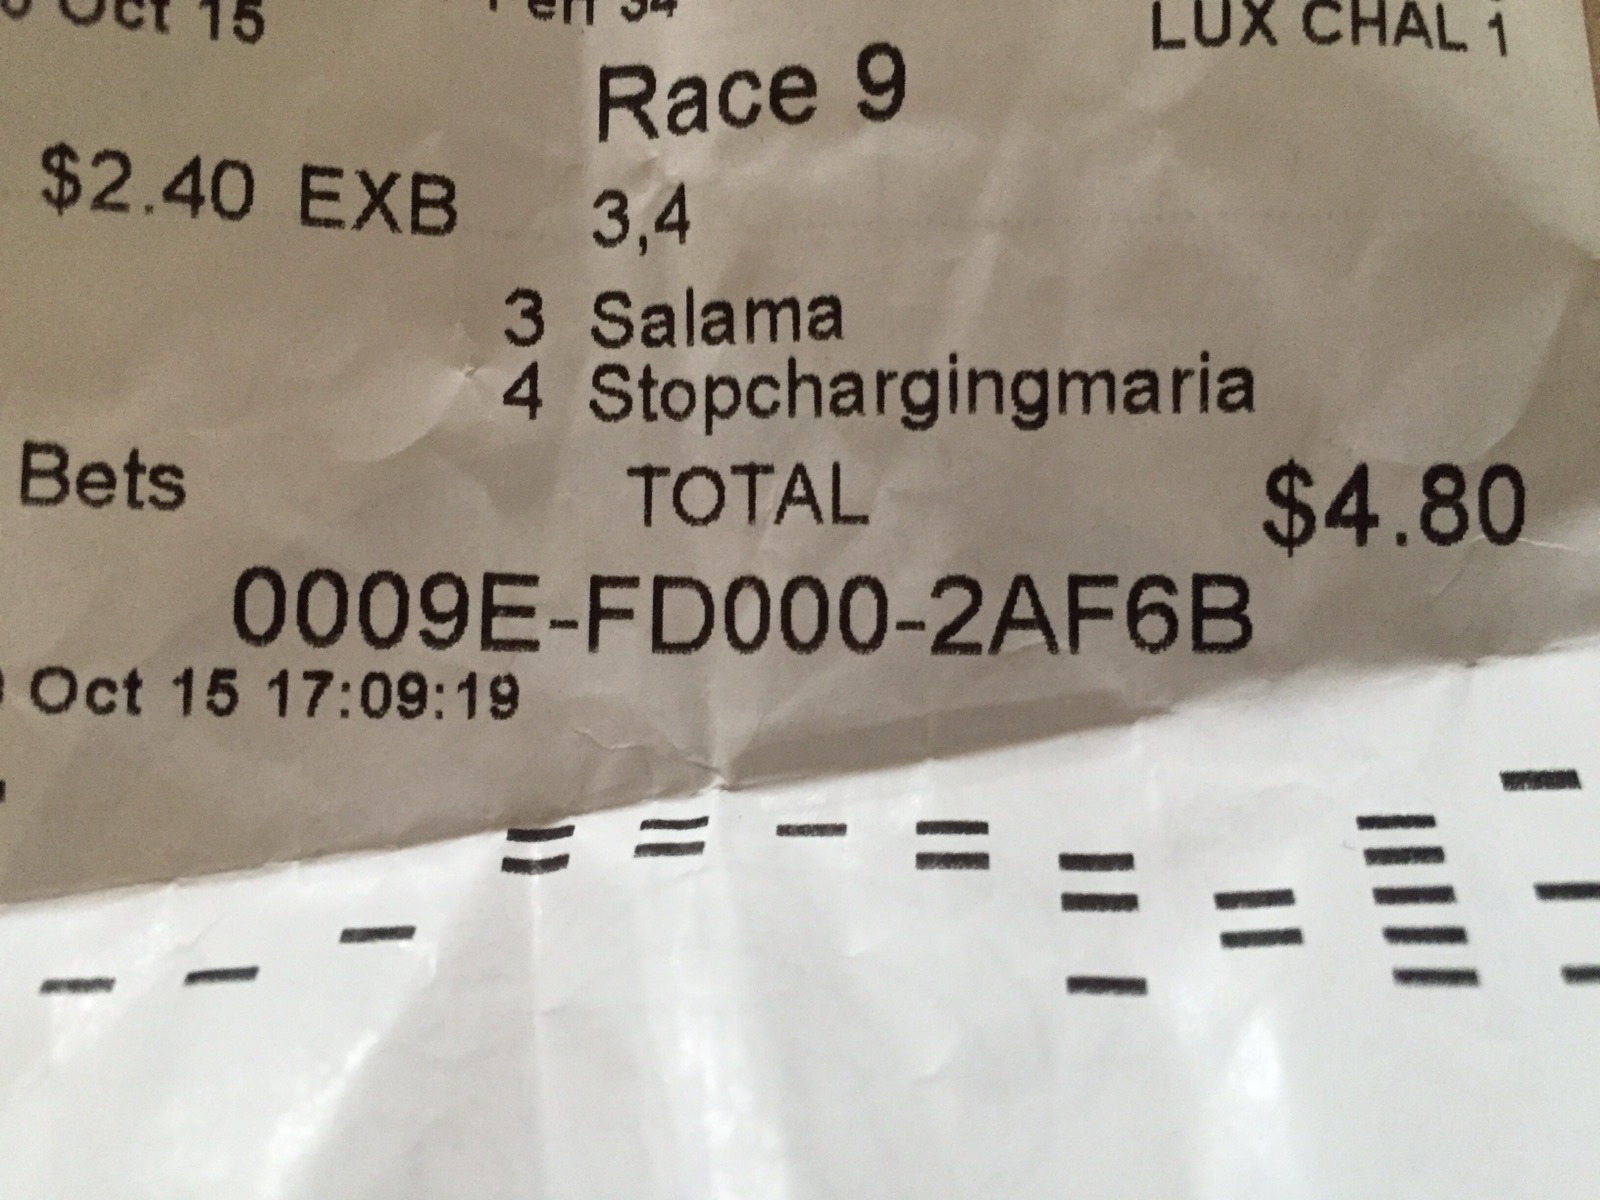 Oct 15
LUX CHAL 1
Race 9
$2.40 EXB 3,4
3 Salama
4 Stopchargingmaria
Bets TOTAL $4.80
0009E-FD000-2AF6B
Oct 15 17:09:19